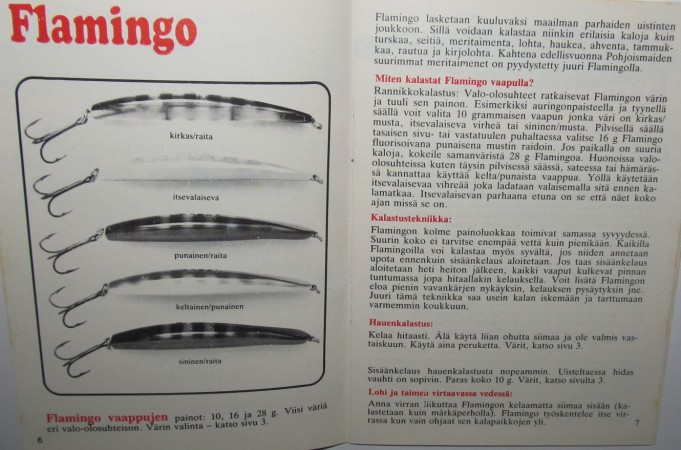 Flamingo
kirkas/raita
itsevalaiseva
punainen/raita
keltainen/punainen
sininen/raita
Flamingo vaappujen painot: 10, 16 ja 28 g. Viisi väriä
eri valo-olosuhteisiin. Värin valinta – katso sivu 3.
6
Flamingo lasketaan kuuluvaksi maailman parhaiden uistinten
joukkoon. Sillä voidaan kalastaa niinkin erilaisia kaloja kuin
turskaa, seitiä, meritaimenta, lohta, haukea, ahventa, tammuk-
kaa, rautua ja kirjolohta. Kahtena edellisvuonna Pohjoismaiden
suurimmat meritaimenet on pyydystetty juuri Flamingolla.
Miten kalastat Flamingo vaapulla?
Rannikkokalastus: Valo-olosuhteet ratkaisevat Flamingon värin
ja tuuli sen painon. Esimerkiksi auringonpaisteella ja tyynellä
säällä voit valita 10 grammaisen vaapun jonka väri on kirkas/
musta, itsevalaiseva virheä tai sininen/musta. Pilvisellä säällä
tasaisen sivu- tai vastatuulen puhaltaessa valitse 16 g Flamingo
fluorisoivana punaisena mustin raidoin. Jos paikalla on suuria
kaloja, kokeile samanväristä 28 g Flamingoa. Huonoissa valo-
olosuhteissa kuten täysin pilvisessä säässä, sateessa tai hämäräs-
sä kannattaa käyttää kelta/punaista vaappua. Yöllä käytetään
itsevalaisevaa vihreää joka ladataan valaisemalla sitä ennen ka-
lamatkaa. Itsevalaisevan parhaana etuna on se että näet koko
ajan missä se on.
Kalastustekniikka:
Flamingon kolme painoluokkaa toimivat samassa syvyydessä.
Suurin koko ei tarvitse enempää vettä kuin pienikään. Kaikilla
Flamingoilla voi kalastaa myös syvältä, jos niiden annetaan
upota ennenkuin sisäänkelaus aloitetaan. Jos taas sisäänkelaus
aloitetaan heti heiton jälkeen, kaikki vaaput kulkevat pinnan
tuntumassa jopa hitaallakin kelauksella. Voit lisätä Flamingon
eloa pienin vavankärjen nykäyksin, kelauksen pysäytyksin jne.
Juuri tämä tekniikka saa usein kalan iskemään ja tarttumaan
varmemmin koukkuun.
Hauenkalastus:
Kelaa hitaasti. Älä käytä liian ohutta siimaa ja ole valmis vas-
taiskuun. Käytä aina peruketta. Värit, katso sivu 3.
Sisäänkelaus hauenkalastusta nopeammin. Uisteltaessa hidas
vauhti on sopivin. Paras koko 10 g. Värit, katso sivulta 3.
Lohi ja taimen virtaavassa vedessä:
Anna virran liikuttaa Flamingon kelaamatta siimaa sisään (ka-
lastetaan kuin märkäperholla). Flamingo työskentelee itse vir-
rassa kun vain ohjaat sen kalapaikkojen yli.
7